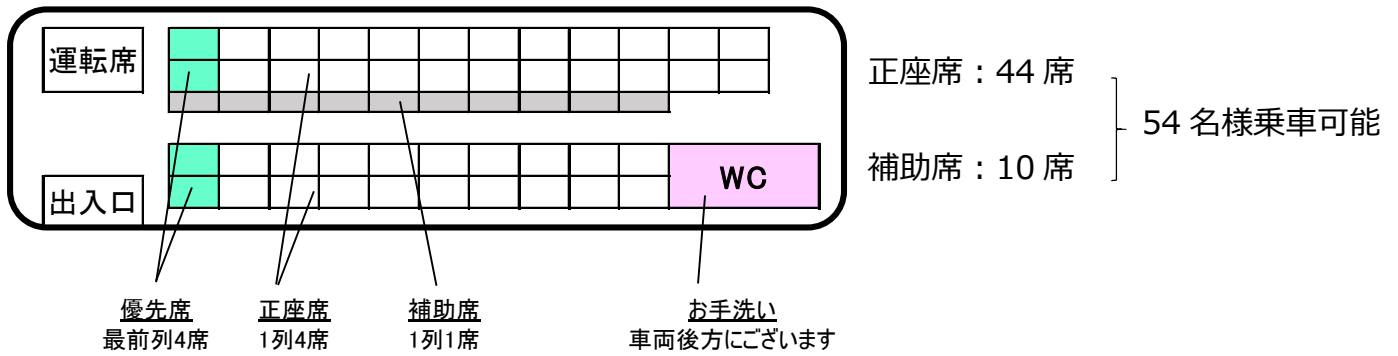 運転席
出入口
WC
正座席：44 席
補助席：10 席
54 名様乗車可能
優先席
最前列4席
正座席
1列4席
補助席
1列1席
お手洗い
車両後方にございます